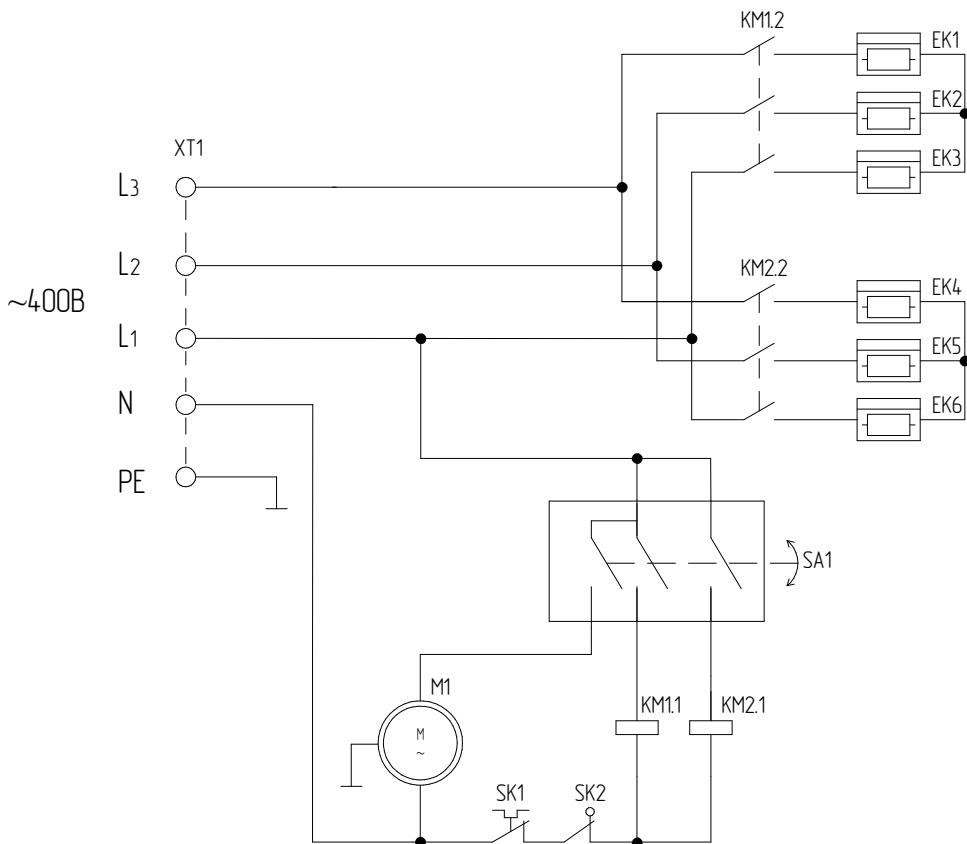 KM1.2
EK1
EK2
EK3
XT1
L3
L2
~400В
L1
N
PE
KM2.2
EK4
EK5
EK6
SA1
M1
M
~
KM1.1
KM2.1
SK1
SK2